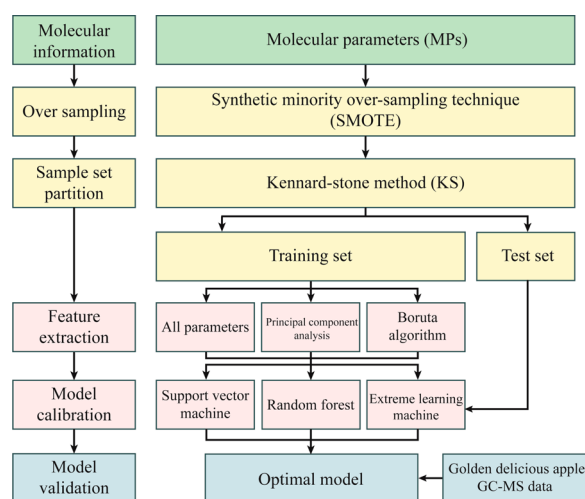 Molecular
information
Molecular parameters (MPs)
Over sampling
Synthetic minority over-sampling technique
(SMOTE)
Sample set
partition
Kennard-stone method (KS)
Training set
Test set
Feature
extraction
All parameters
Principal component
analysis
Boruta
algorithm
Model
calibration
Support vector
machine
Random forest
Extreme learning
machine
Model
validation
Optimal model
Golden delicious apple
GC-MS data